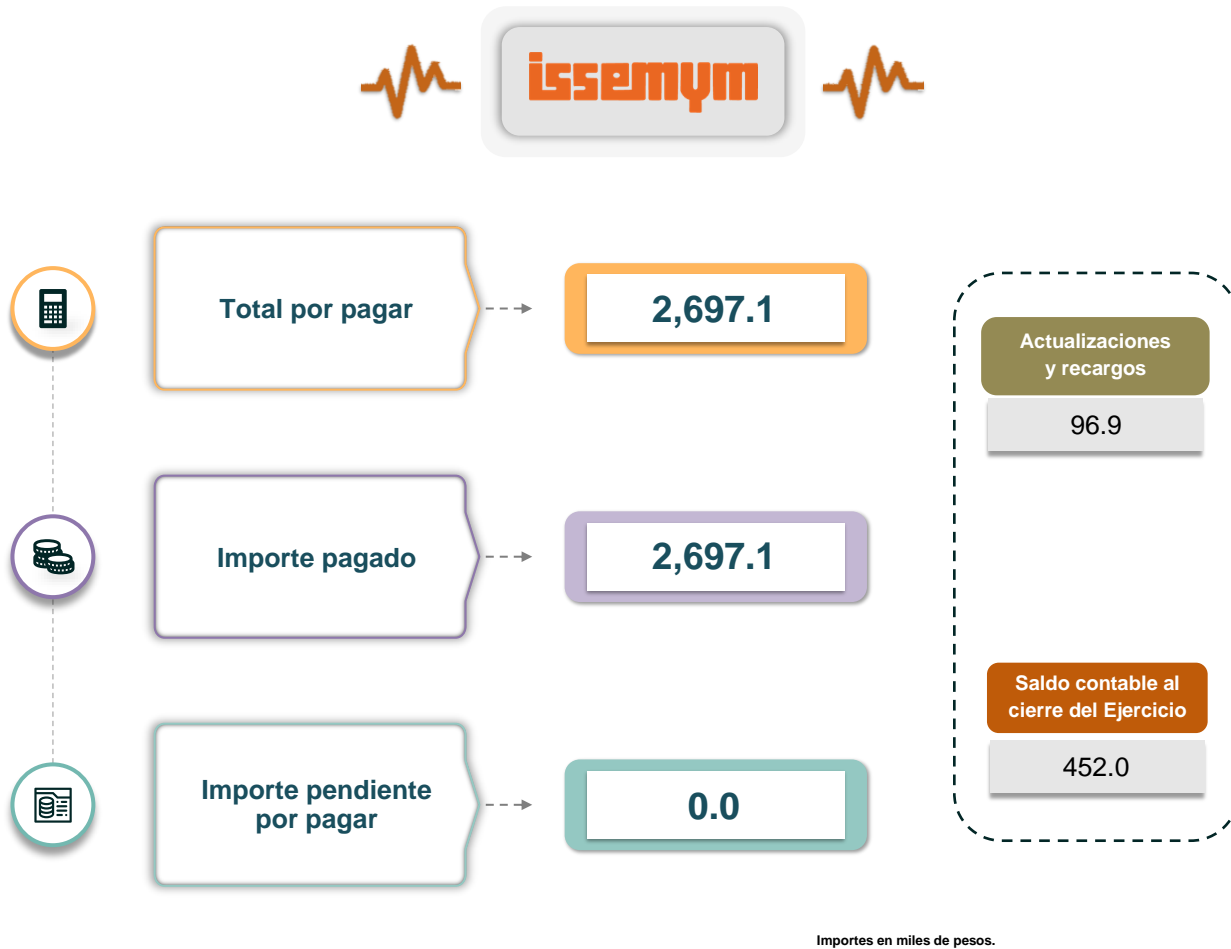 issemym
Total por pagar
2,697.1
Actualizaciones
y recargos
96.9
Importe pagado
2,697.1
Saldo contable al
cierre del Ejercicio
452.0
Importe pendiente
por pagar
0.0
Importes en miles de pesos.